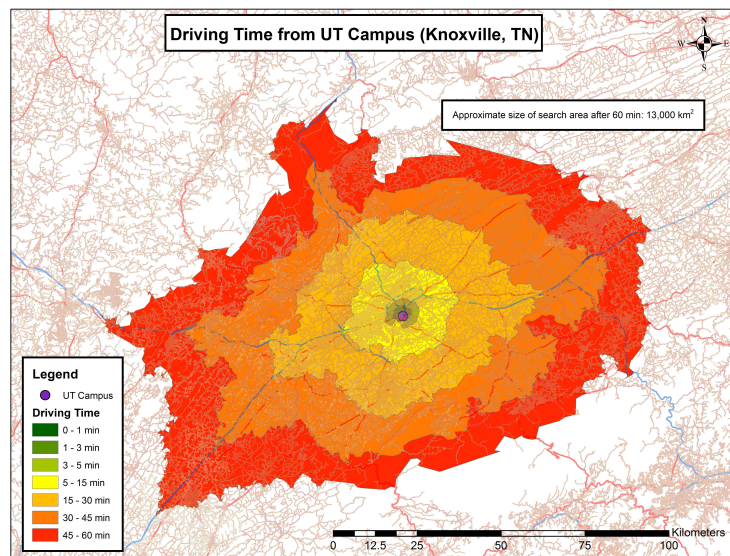 Driving Time from UT Campus (Knoxville, TN)
N
W E
S
Approximate size of search area after 60 min: 13,000 km²
Legend
UT Campus
Driving Time
0 - 1 min
1 - 3 min
3 - 5 min
5 - 15 min
15 - 30 min
30 - 45 min
45 - 60 min
Kilometers
0 12.5 25 50 75 100